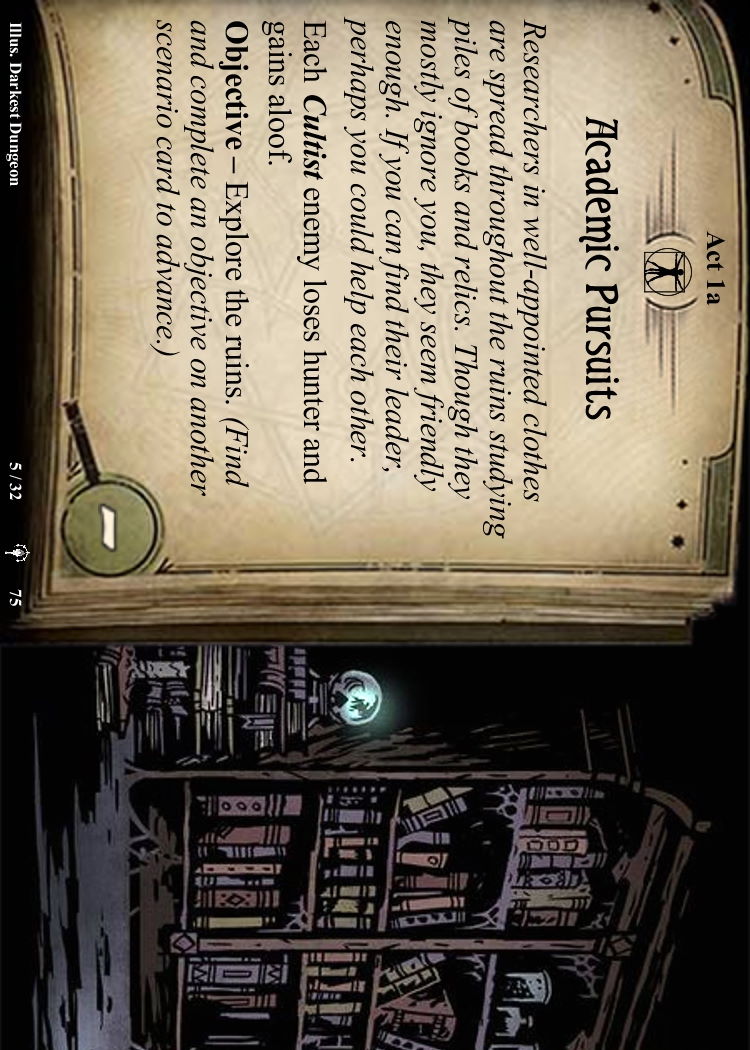 Act 1a
Academic Pursuits
Researchers in well-appointed clothes
are spread throughout the ruins studying
piles of books and relics. Though they
mostly ignore you, they seem friendly
enough. If you can find their leader,
perhaps you could help each other.
Each Cultist enemy loses hunter and
gains aloof.
Objective – Explore the ruins. (Find
and complete an objective on another
scenario card to advance.)
–
Illus. Darkest Dungeon
5 / 32
75